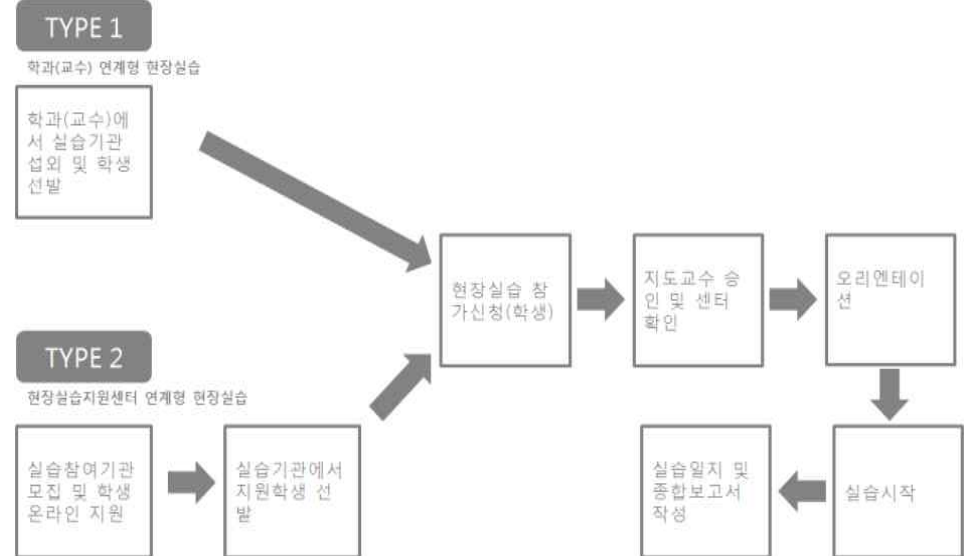 TYPE 1
학과(교수) 연계형 현장실습
학과(교수)에
서 실습기관
섭외 및 학생
선발
현장실습 참
가신청(학생)
지도교수 승
인 및 센터
확인
오리엔테이
션
TYPE 2
현장실습지원센터 연계형 현장실습
실습참여기관
모집 및 학생
온라인 지원
실습기관에서
지원학생 선
발
실습일지 및
종합보고서
작성
실습시작